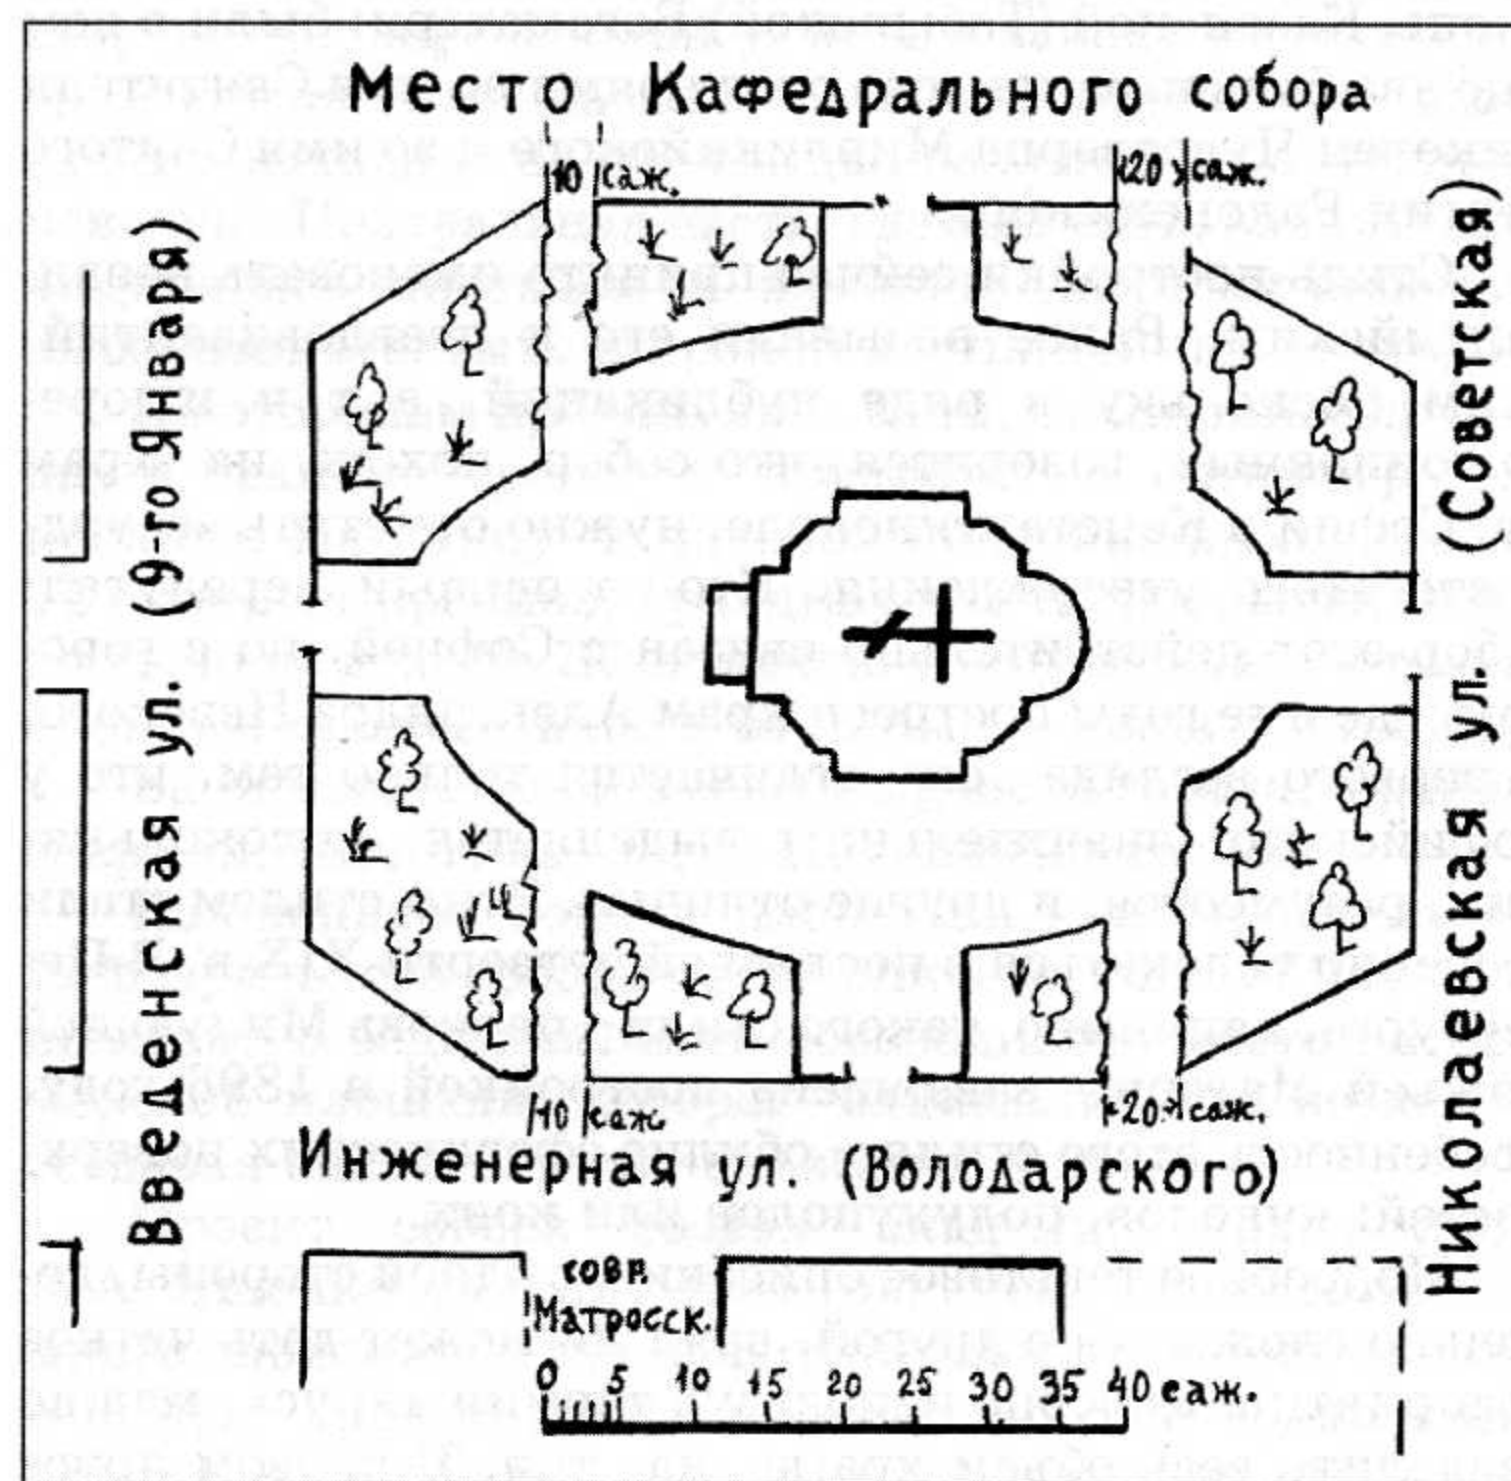 Место Кафедрального собора
10 саж.
20 саж.
Введенская ул. (9-го Января)
Николаевская ул. (Советская)
10 саж
20 саж.
Инженерная ул. (Володарского)
совр.
Матросск.
0 5 10 15 20 25 30 35 40 саж.